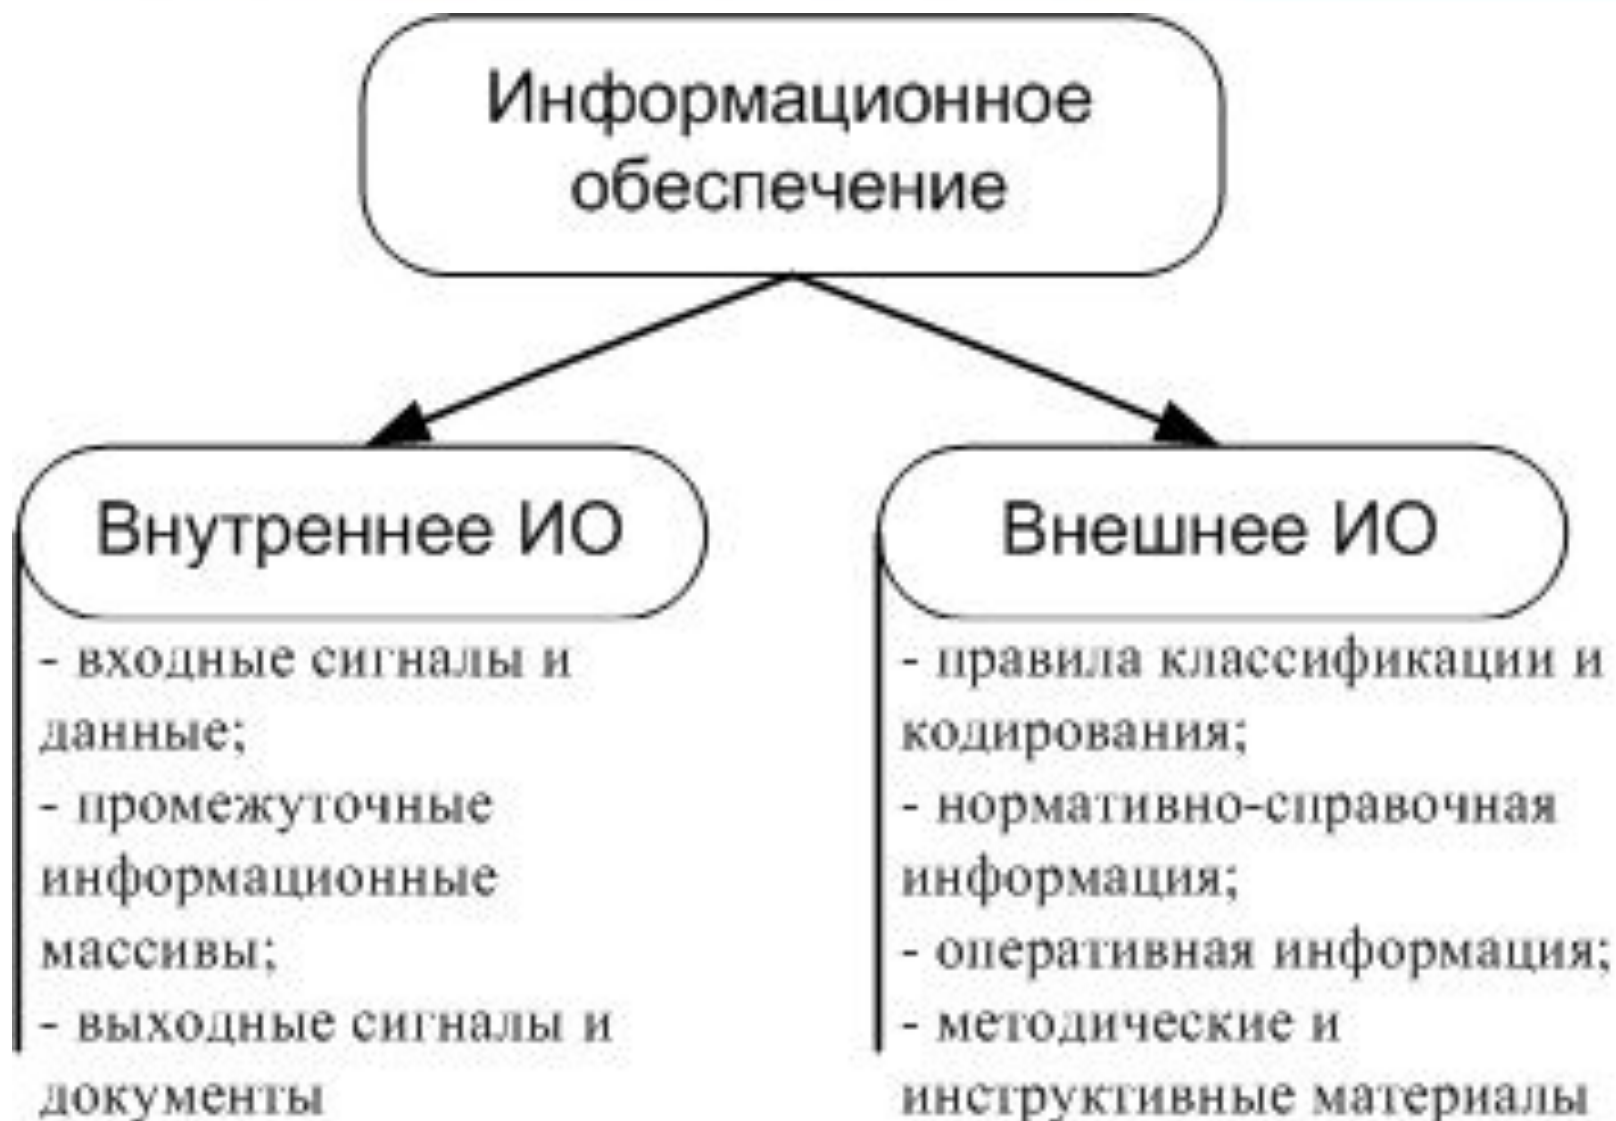 Информационное
обеспечение
Внутреннее ИО
- входные сигналы и
данные;
- промежуточные
информационные
массивы;
- выходные сигналы и
документы
Внешнее ИО
- правила классификации и
кодирования;
- нормативно-справочная
информация;
- оперативная информация;
- методические и
инструктивные материалы